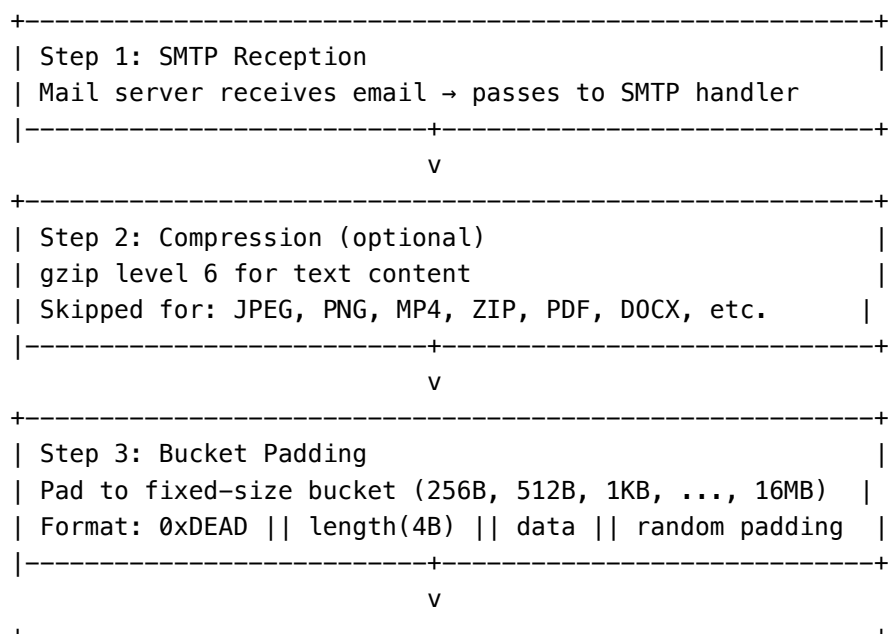 +---------------------------------------------------------+
| Step 1: SMTP Reception                                  |
| Mail server receives email → passes to SMTP handler
|---------------------------+-----------------------------+
                            v
+---------------------------------------------------------+
| Step 2: Compression (optional)                          |
| gzip level 6 for text content                           |
| Skipped for: JPEG, PNG, MP4, ZIP, PDF, DOCX, etc.      |
|---------------------------+-----------------------------+
                            v
+---------------------------------------------------------+
| Step 3: Bucket Padding                                  |
| Pad to fixed-size bucket (256B, 512B, 1KB, ..., 16MB)  |
| Format: 0xDEAD || length(4B) || data || random padding  |
|---------------------------+-----------------------------+
                            v